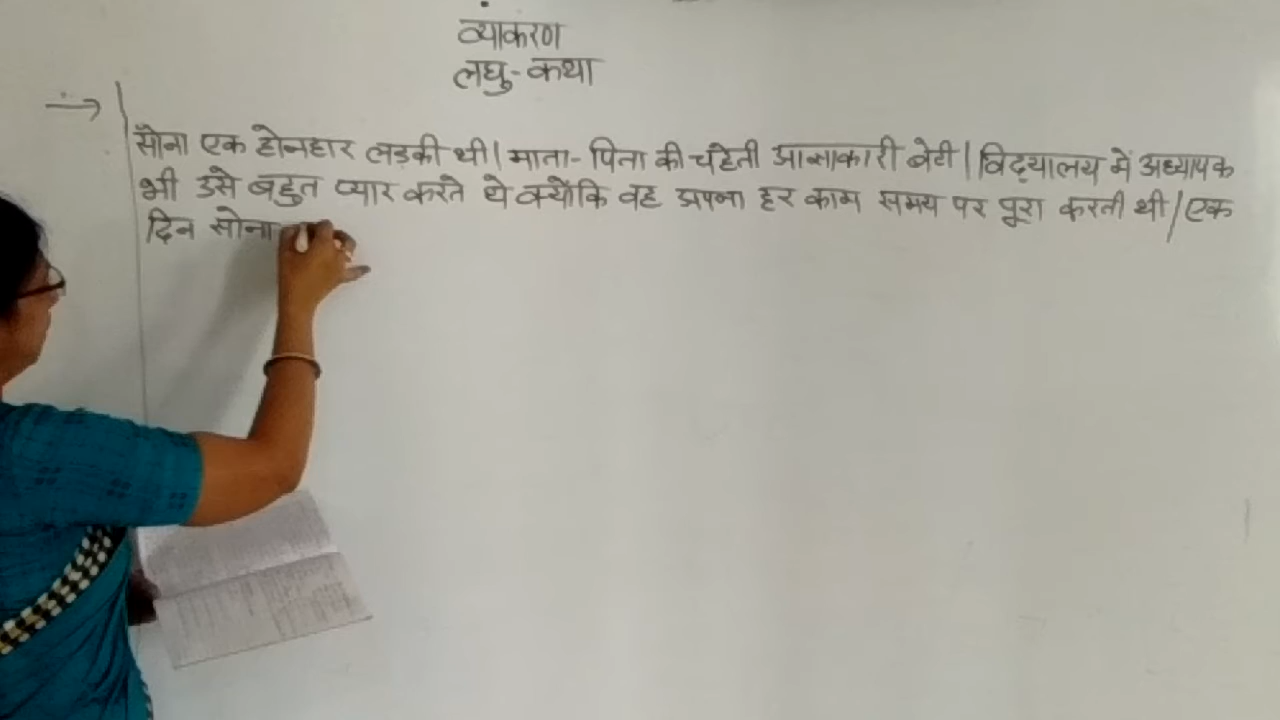 व्याकरण
लघु-कथा
सोना एक होनहार लड़की थी। माता-पिता की चहेती आज्ञाकारी बेटी। विद्यालय में अध्यापक
भी उसे बहुत प्यार करते थे क्योंकि वह अपना हर काम समय पर पूरा करती थी। एक
दिन सोना